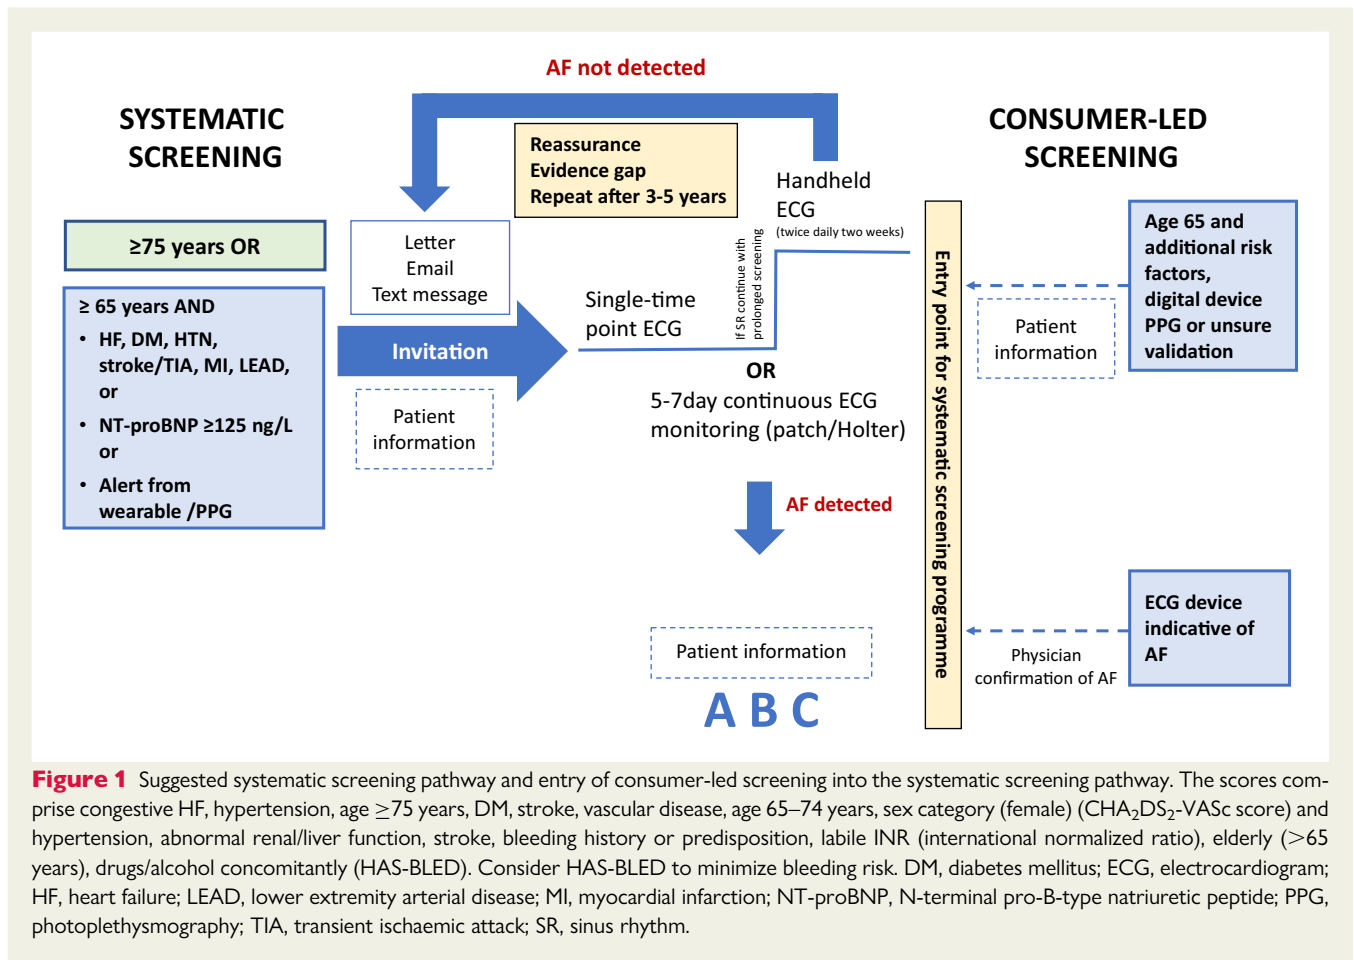 AF not detected
SYSTEMATIC
SCREENING
CONSUMER-LED
SCREENING
Reassurance
Evidence gap
Repeat after 3-5 years
≥75 years OR
≥ 65 years AND
• HF, DM, HTN,
stroke/TIA, MI, LEAD,
or
• NT-proBNP ≥125 ng/L
or
• Alert from
wearable /PPG
Letter
Email
Text message
Invitation
Patient
information
Single-time
point ECG
If SR continue with
prolonged screening
Handheld
ECG
(twice daily two weeks)
OR
5-7day continuous ECG
monitoring (patch/Holter)
AF detected
Patient information
A B C
Entry point for systematic screening programme
Age 65 and
additional risk
factors,
digital device
PPG or unsure
validation
Patient
information
ECG device
indicative of
AF
Physician
confirmation of AF
Figure 1 Suggested systematic screening pathway and entry of consumer-led screening into the systematic screening pathway. The scores com-
prise congestive HF, hypertension, age ≥75 years, DM, stroke, vascular disease, age 65–74 years, sex category (female) (CHA₂DS₂-VASc score) and
hypertension, abnormal renal/liver function, stroke, bleeding history or predisposition, labile INR (international normalized ratio), elderly (>65
years), drugs/alcohol concomitantly (HAS-BLED). Consider HAS-BLED to minimize bleeding risk. DM, diabetes mellitus; ECG, electrocardiogram;
HF, heart failure; LEAD, lower extremity arterial disease; MI, myocardial infarction; NT-proBNP, N-terminal pro-B-type natriuretic peptide; PPG,
photoplethysmography; TIA, transient ischaemic attack; SR, sinus rhythm.